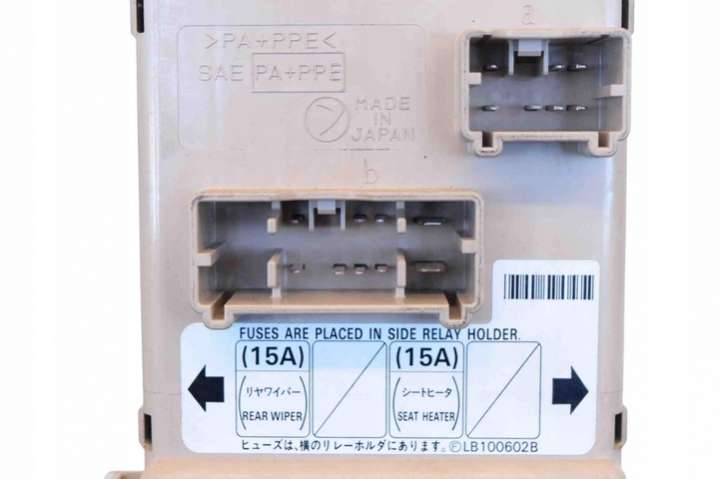 a
>PA+PPE<
SAE PA+PPE
MADE
IN
JAPAN
b
FUSES ARE PLACED IN SIDE RELAY HOLDER.
(15A) (15A)
(リヤワイパー (シートヒータ
REAR WIPER) SEAT HEATER)
ヒューズは、横のリレーホルダにあります。ⒸLB100602B